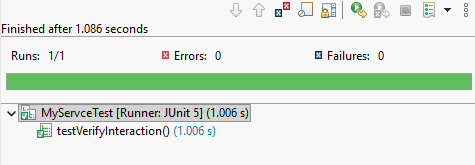 Finished after 1.086 seconds
Runs: 1/1 Errors: 0 Failures: 0
MyServceTest [Runner: JUnit 5] (1.006 s)
testVerifyInteraction() (1.006 s)